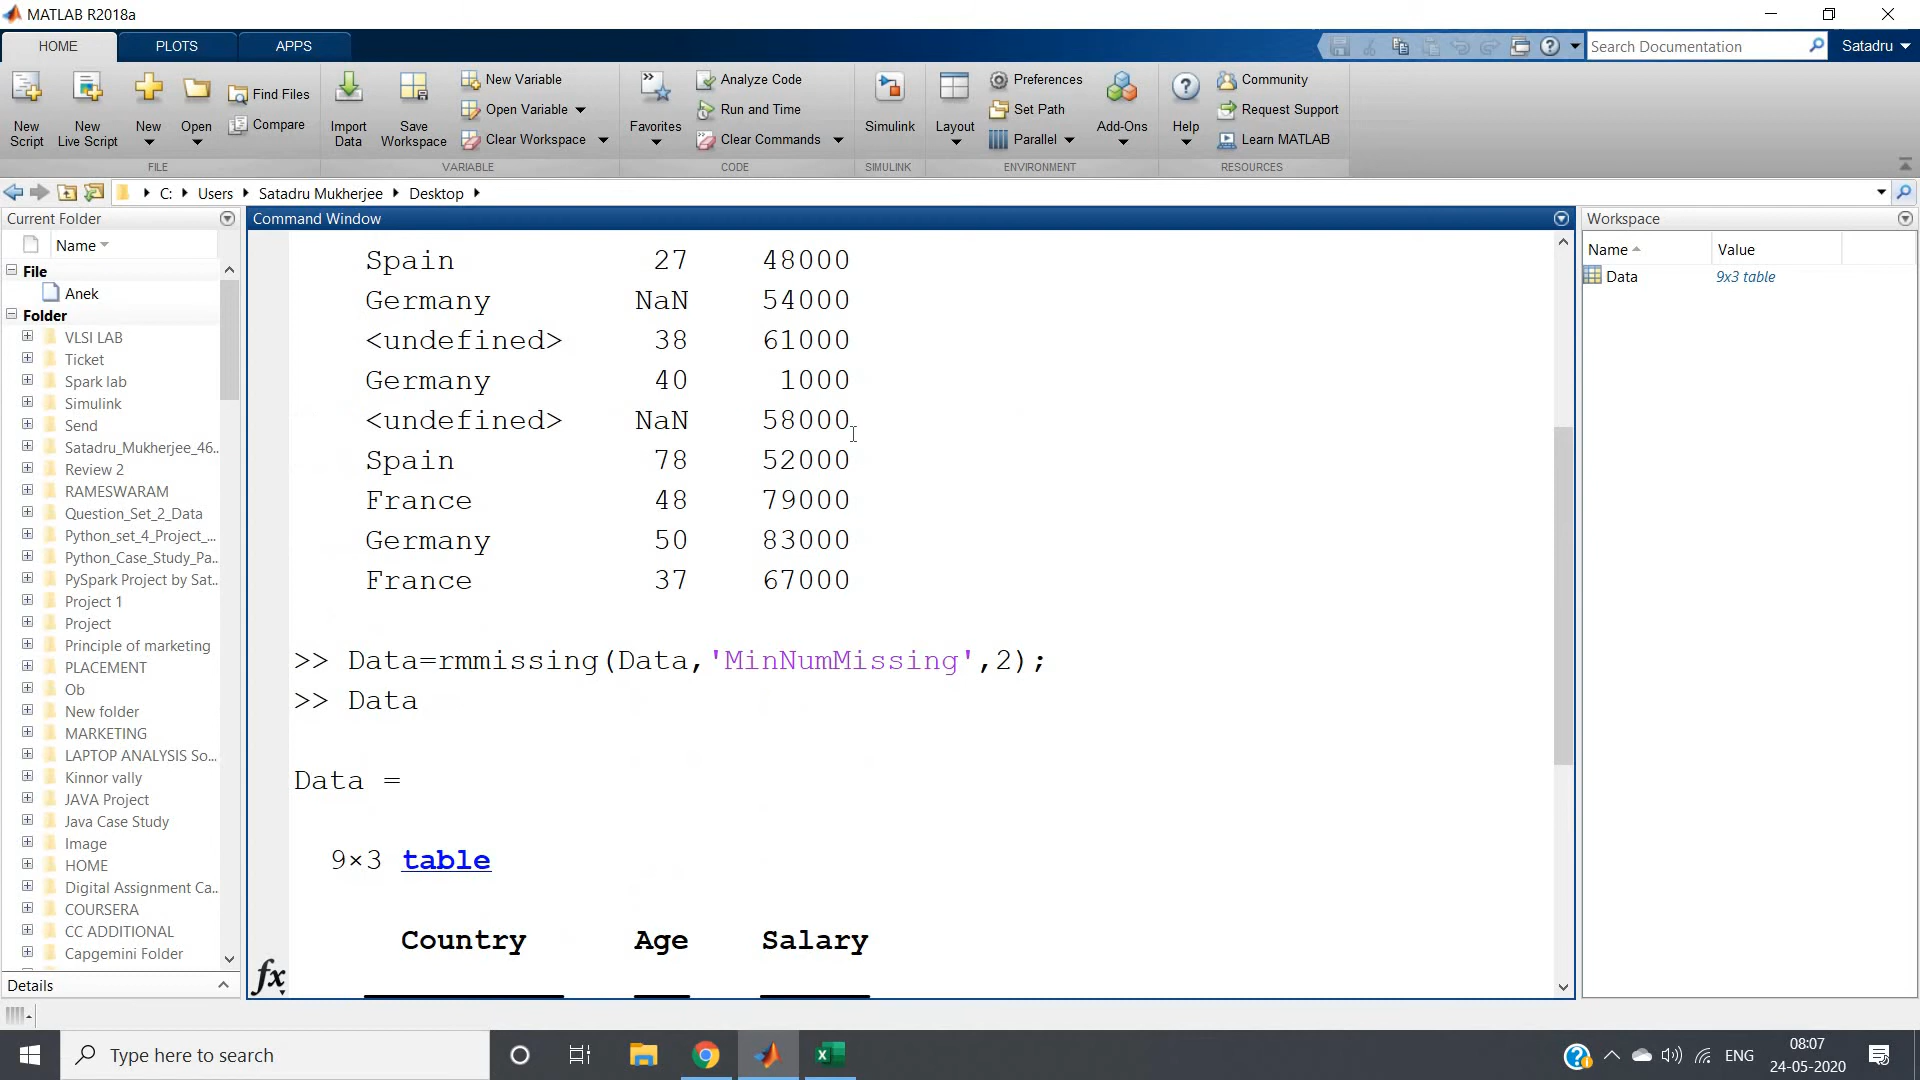 MATLAB R2018a
HOME
PLOTS
APPS
Search Documentation
Satadru
New Script
New Live Script
New
Open
Find Files
Compare
FILE
Import Data
Save Workspace
New Variable
Open Variable
Clear Workspace
VARIABLE
Favorites
Analyze Code
Run and Time
Clear Commands
CODE
Simulink
SIMULINK
Layout
Preferences
Set Path
Parallel
Add-Ons
ENVIRONMENT
Help
Community
Request Support
Learn MATLAB
RESOURCES
C: Users Satadru Mukherjee Desktop
Current Folder
Name
File
Anek
Folder
VLSI LAB
Ticket
Spark lab
Simulink
Send
Satadru_Mukherjee_46...
Review 2
RAMESWARAM
Question_Set_2_Data
Python_set_4_Project_...
Python_Case_Study_Pa...
PySpark Project by Sat...
Project 1
Project
Principle of marketing
PLACEMENT
Ob
New folder
MARKETING
LAPTOP ANALYSIS So...
Kinnor vally
JAVA Project
Java Case Study
Image
HOME
Digital Assignment Ca...
COURSERA
CC ADDITIONAL
Capgemini Folder
Details
Command Window
Spain 27 48000
Germany NaN 54000
<undefined> 38 61000
Germany 40 1000
<undefined> NaN 58000
Spain 78 52000
France 48 79000
Germany 50 83000
France 37 67000
>> Data=rmmissing(Data,'MinNumMissing',2);
>> Data
Data =
9×3 table
Country Age Salary
fx
Workspace
Name Value
Data 9x3 table
Type here to search
ENG
08:07
24-05-2020